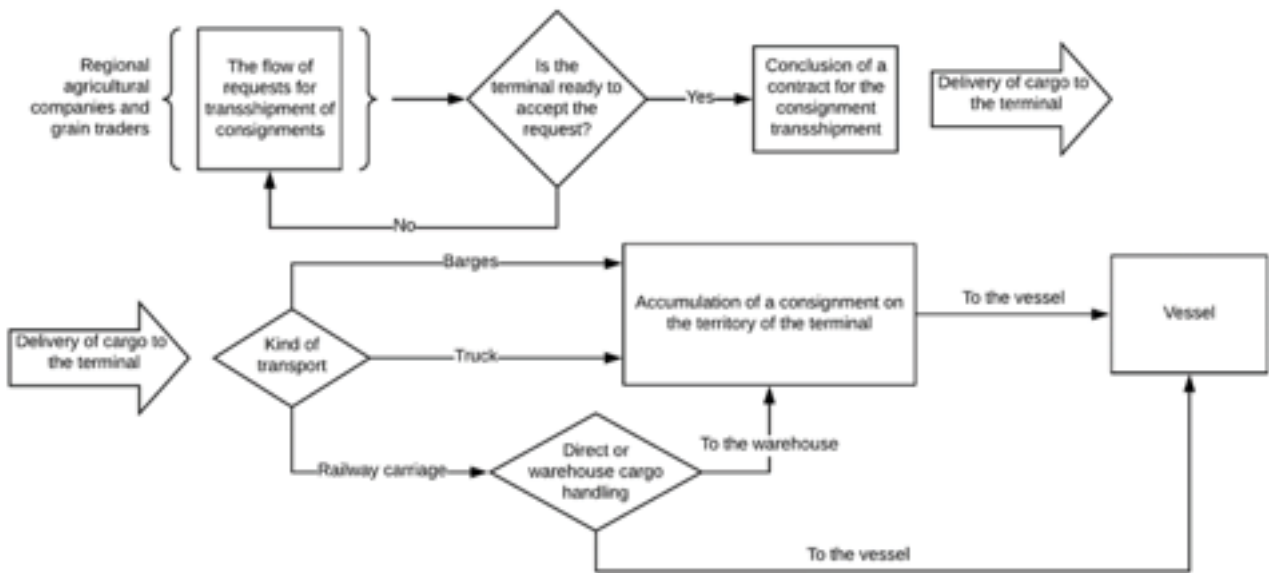 Regional
agricultural
companies and
grain traders
The flow of
requests for
transshipment of
consignments
Is the
terminal ready to
accept the
request?
Yes
Conclusion of a
contract for the
consignment
transshipment
Delivery of cargo to
the terminal
No
Delivery of cargo to
the terminal
Kind of
transport
Barges
Truck
Railway carriage
Accumulation of a consignment on
the territory of the terminal
Direct or
warehouse cargo
handling
To the warehouse
To the vessel
Vessel
To the vessel